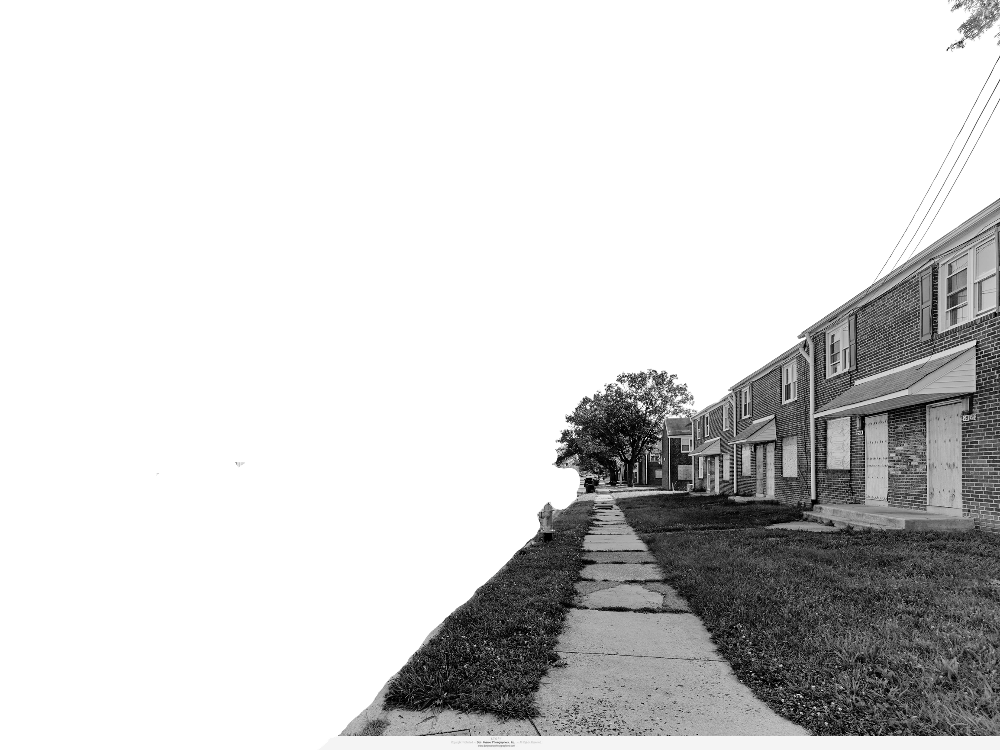 STOP!
Copyright Protected - Don Pearse Photographers, Inc. - All Rights Reserved.
www.donpearsephotographers.com